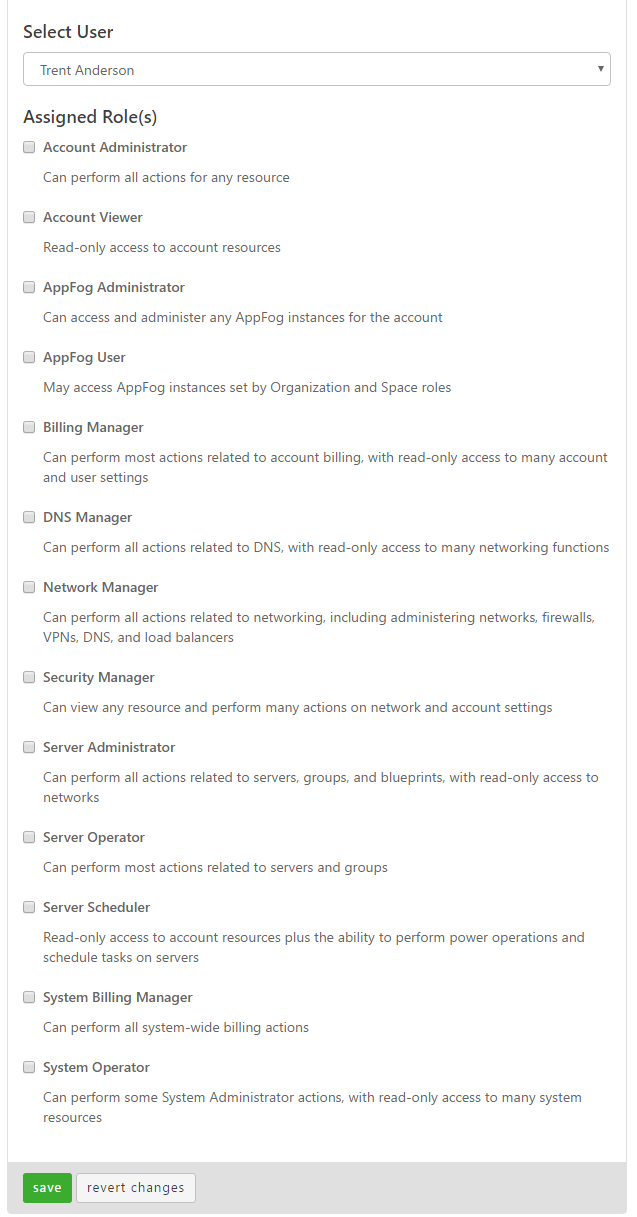 Select User
Trent Anderson
Assigned Role(s)
Account Administrator
Can perform all actions for any resource
Account Viewer
Read-only access to account resources
AppFog Administrator
Can access and administer any AppFog instances for the account
AppFog User
May access AppFog instances set by Organization and Space roles
Billing Manager
Can perform most actions related to account billing, with read-only access to many account
and user settings
DNS Manager
Can perform all actions related to DNS, with read-only access to many networking functions
Network Manager
Can perform all actions related to networking, including administering networks, firewalls,
VPNs, DNS, and load balancers
Security Manager
Can view any resource and perform many actions on network and account settings
Server Administrator
Can perform all actions related to servers, groups, and blueprints, with read-only access to
networks
Server Operator
Can perform most actions related to servers and groups
Server Scheduler
Read-only access to account resources plus the ability to perform power operations and
schedule tasks on servers
System Billing Manager
Can perform all system-wide billing actions
System Operator
Can perform some System Administrator actions, with read-only access to many system
resources
save revert changes